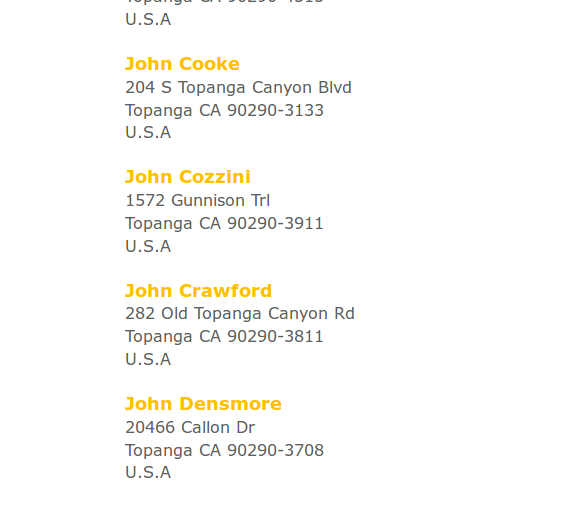 U.S.A
John Cooke
204 S Topanga Canyon Blvd
Topanga CA 90290-3133
U.S.A
John Cozzini
1572 Gunnison Trl
Topanga CA 90290-3911
U.S.A
John Crawford
282 Old Topanga Canyon Rd
Topanga CA 90290-3811
U.S.A
John Densmore
20466 Callon Dr
Topanga CA 90290-3708
U.S.A